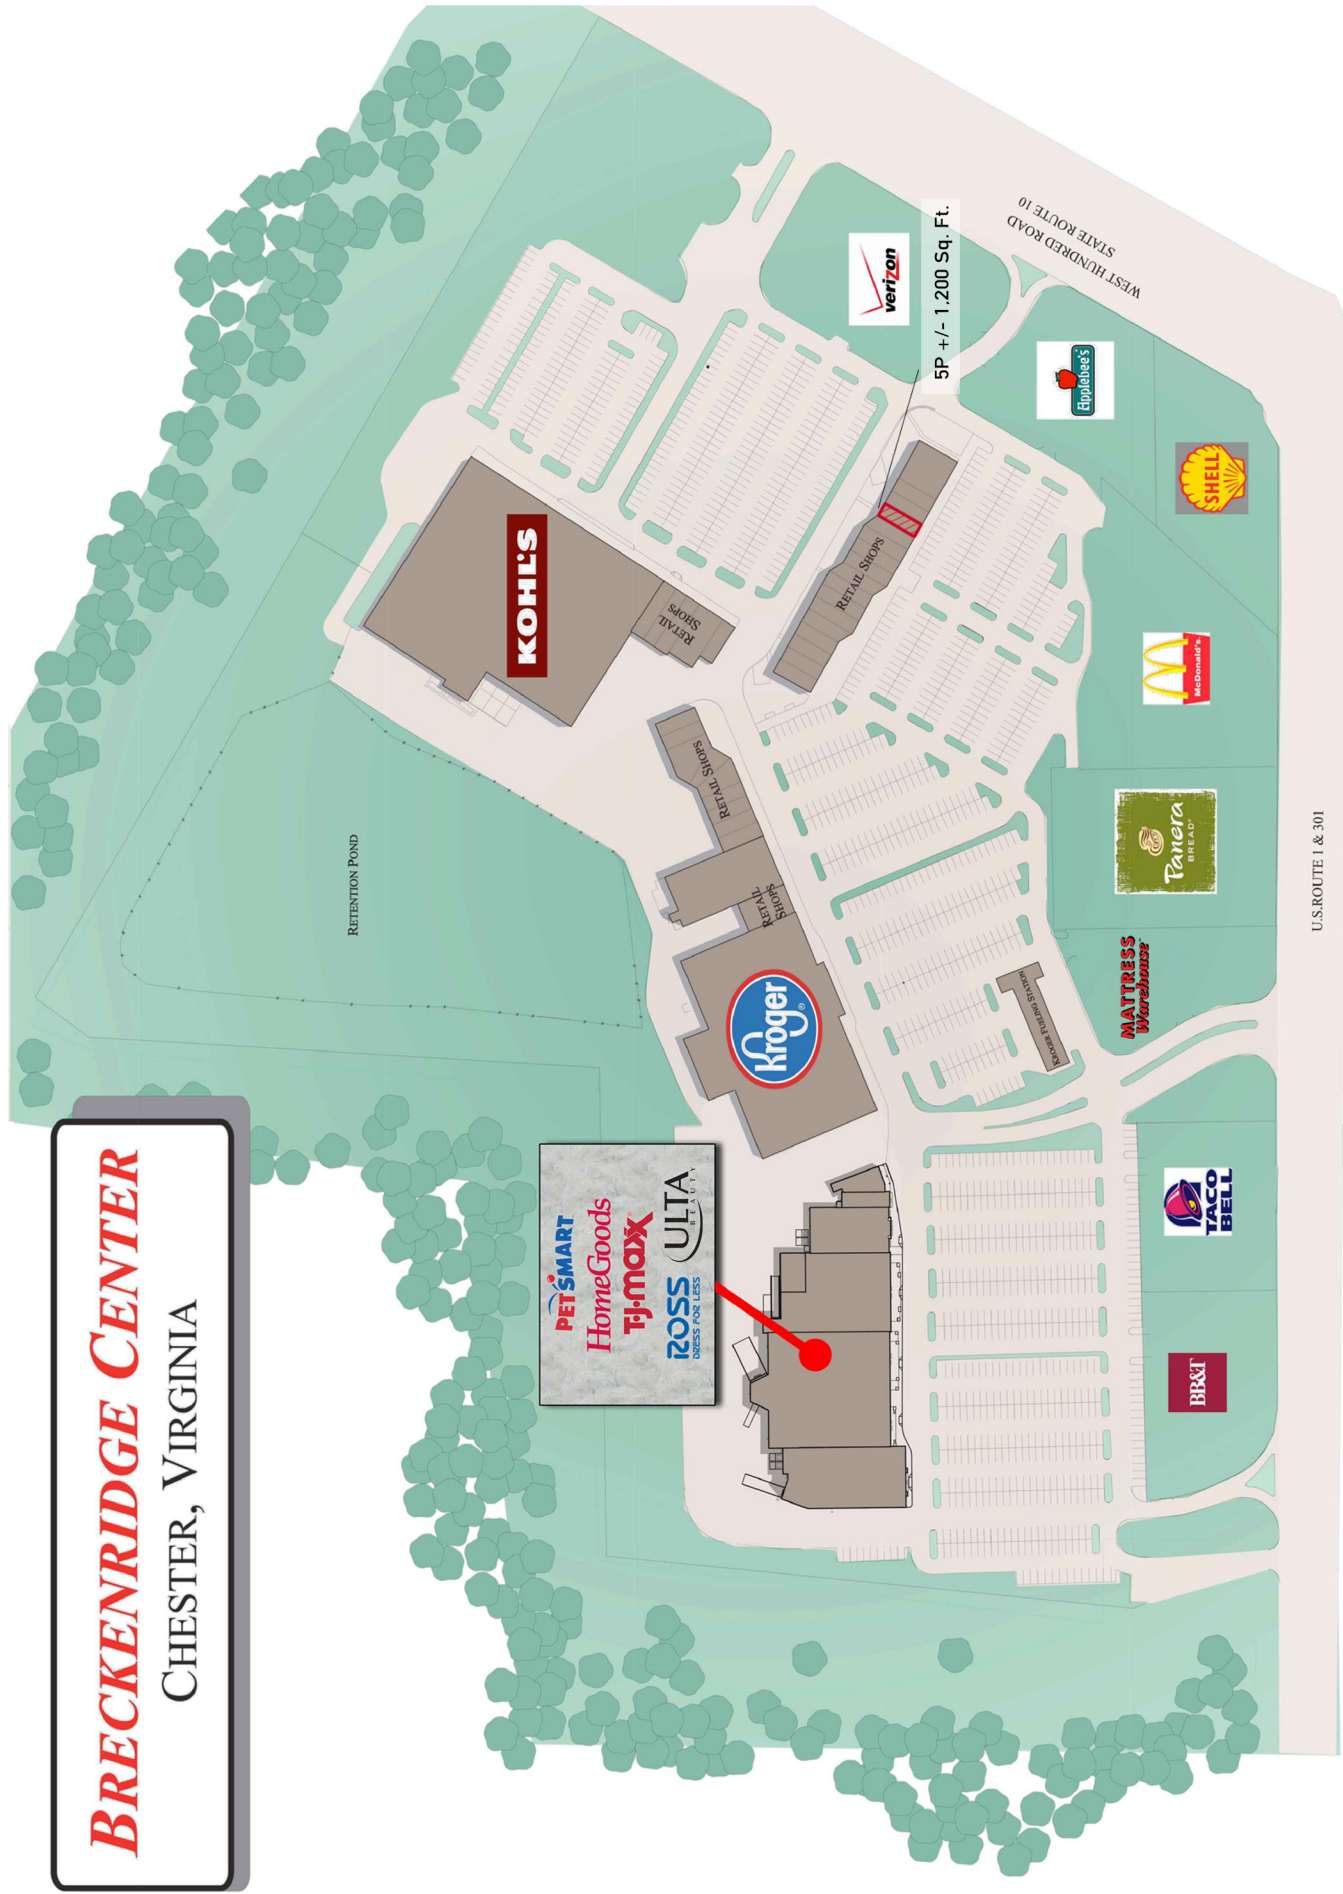 BRECKENRIDGE CENTER
CHESTER, VIRGINIA
RETENTION POND
PETSMART
HomeGoods
T·J·maxx
ROSS
DRESS FOR LESS
ULTA
BEAUTY
KOHL'S
RETAIL
SHOPS
RETAIL SHOPS
RETAIL
SHOPS
Kroger
RETAIL SHOPS
5P +/- 1,200 Sq. Ft.
verizon
WEST HUNDRED ROAD
STATE ROUTE 10
Applebee's
SHELL
McDonald's
Panera
BREAD®
MATTRESS
Warehouse
KROGER FUELING STATION
TACO
BELL
BB&T
U.S.ROUTE 1 & 301